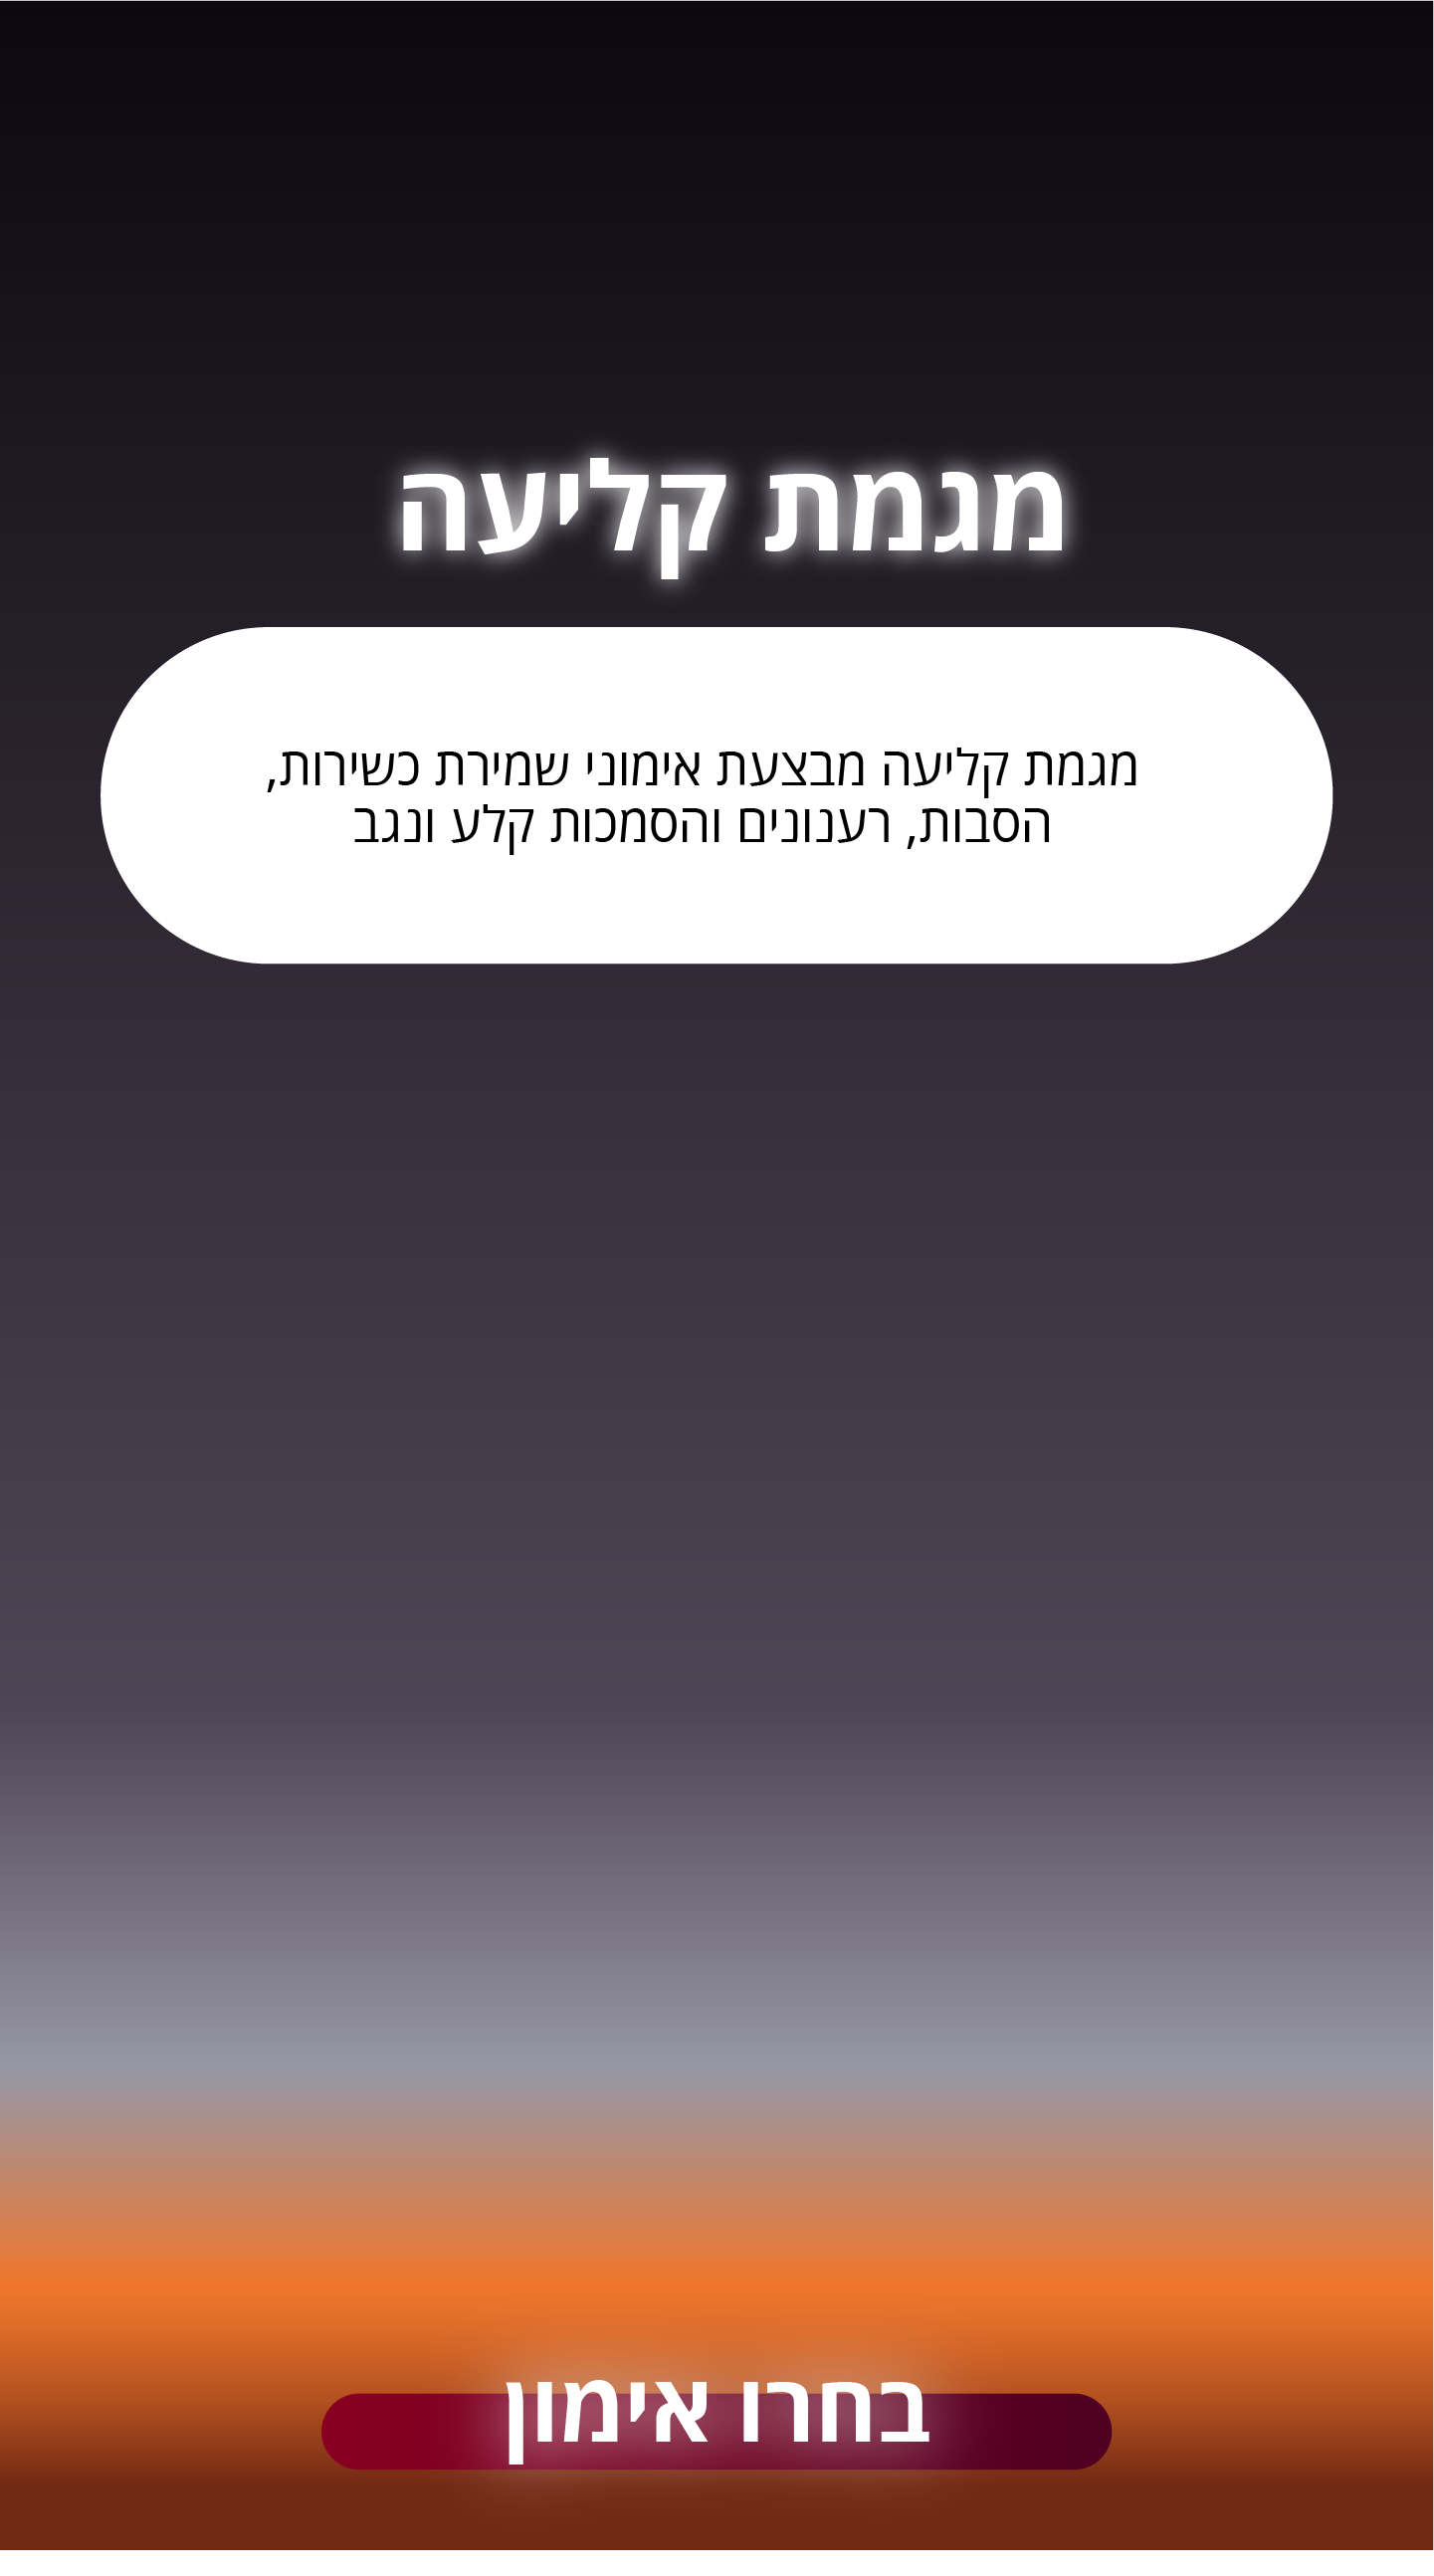 מגמת קליעה
מגמת קליעה מבצעת אימוני שמירת כשירות,
הסבות, רענונים והסמכות קלע ונגב
בחרו אימון